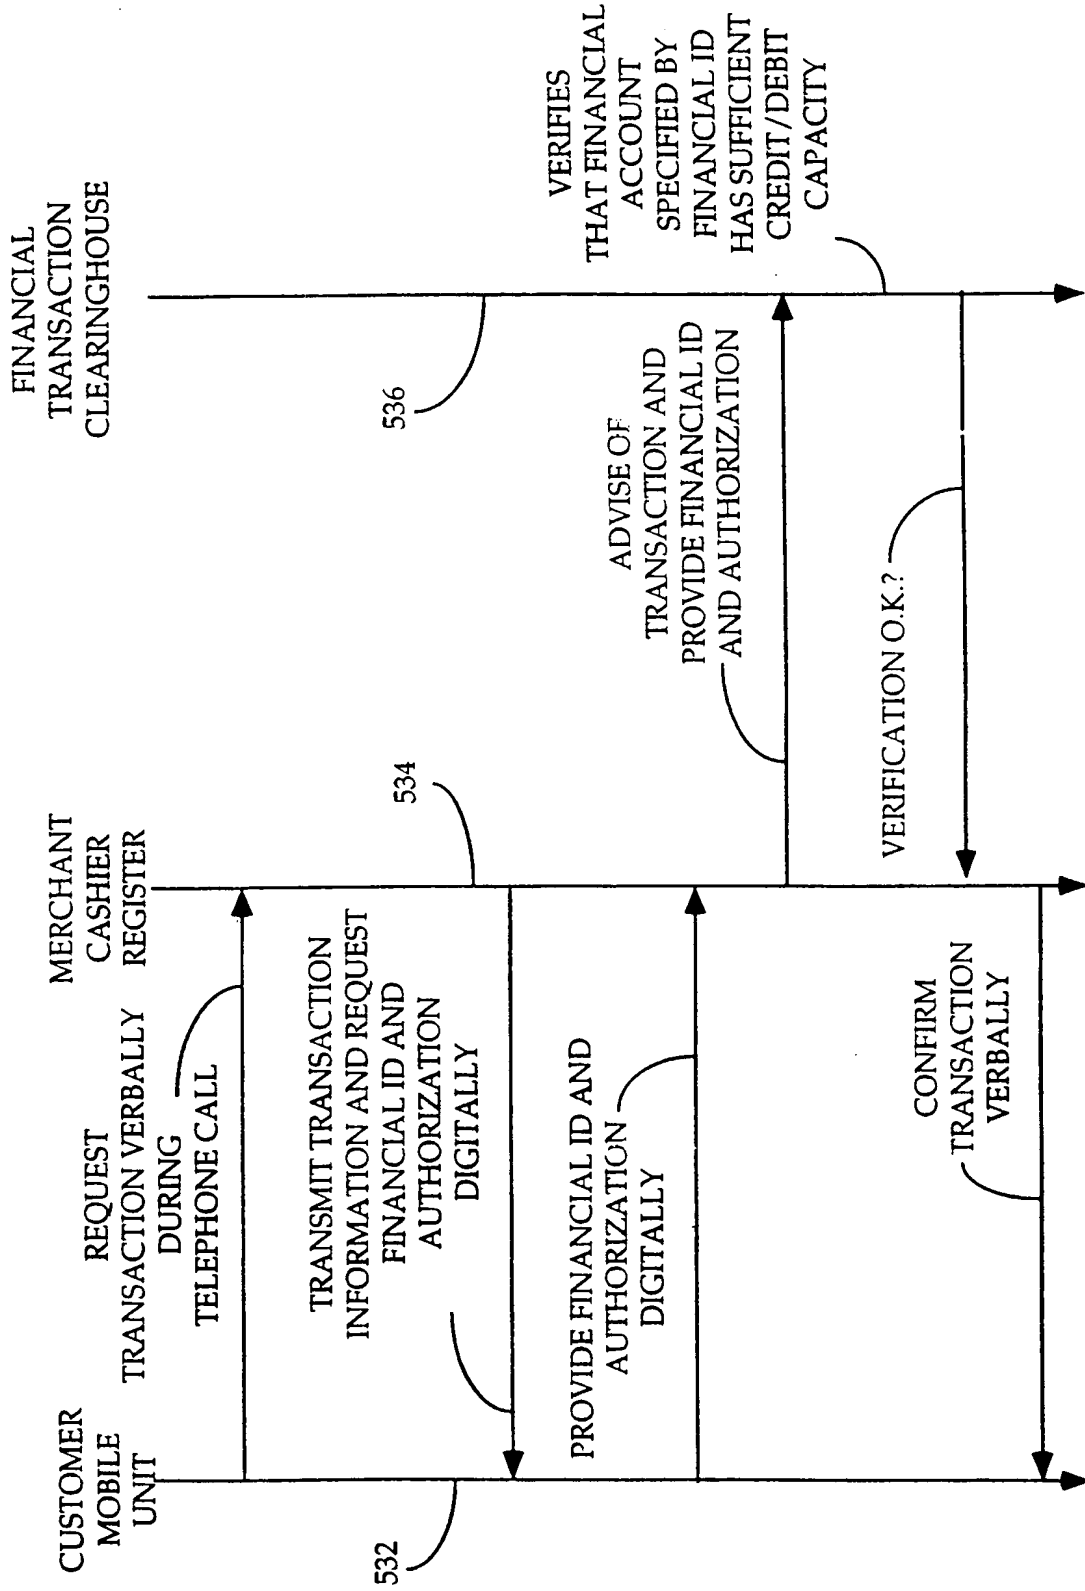 CUSTOMER
MOBILE
UNIT
MERCHANT
CASHIER
REGISTER
FINANCIAL
TRANSACTION
CLEARINGHOUSE
REQUEST
TRANSACTION VERBALLY
DURING
TELEPHONE CALL
532
534
536
TRANSMIT TRANSACTION
INFORMATION AND REQUEST
FINANCIAL ID AND
AUTHORIZATION
DIGITALLY
PROVIDE FINANCIAL ID AND
AUTHORIZATION
DIGITALLY
ADVISE OF
TRANSACTION AND
PROVIDE FINANCIAL ID
AND AUTHORIZATION
VERIFIES
THAT FINANCIAL
ACCOUNT
SPECIFIED BY
FINANCIAL ID
HAS SUFFICIENT
CREDIT/DEBIT
CAPACITY
VERIFICATION O.K.?
CONFIRM
TRANSACTION
VERBALLY